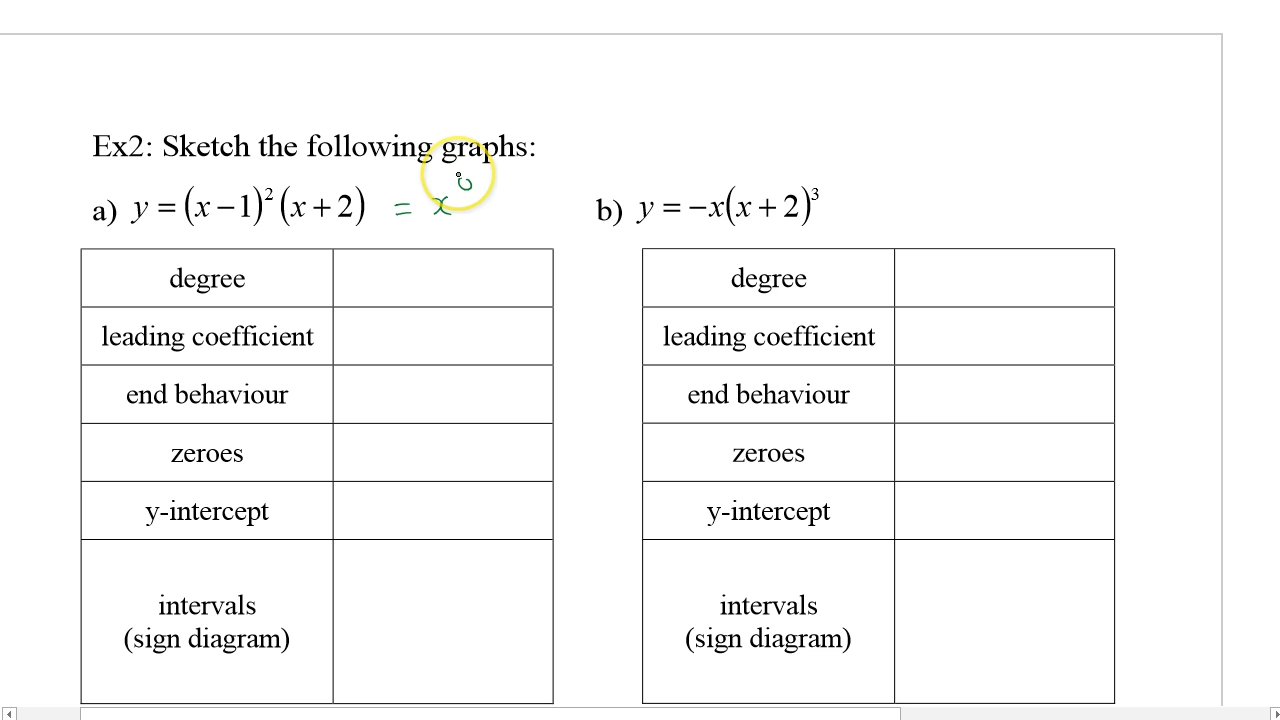 Ex2: Sketch the following graphs:
a) y = (x − 1)² (x + 2) = x
b) y = −x(x + 2)³
degree
leading coefficient
end behaviour
zeroes
y-intercept
intervals
(sign diagram)
degree
leading coefficient
end behaviour
zeroes
y-intercept
intervals
(sign diagram)